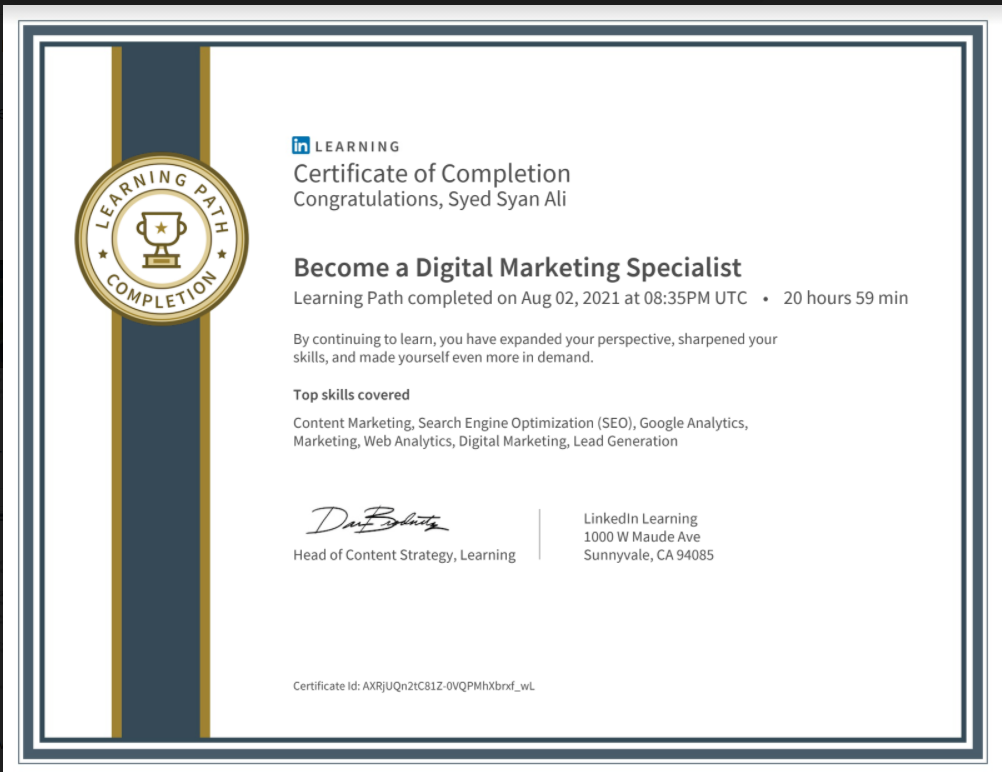 LEARNING PATH
COMPLETION
in LEARNING
Certificate of Completion
Congratulations, Syed Syan Ali
Become a Digital Marketing Specialist
Learning Path completed on Aug 02, 2021 at 08:35PM UTC • 20 hours 59 min
By continuing to learn, you have expanded your perspective, sharpened your
skills, and made yourself even more in demand.
Top skills covered
Content Marketing, Search Engine Optimization (SEO), Google Analytics,
Marketing, Web Analytics, Digital Marketing, Lead Generation
Head of Content Strategy, Learning
LinkedIn Learning
1000 W Maude Ave
Sunnyvale, CA 94085
Certificate Id: AXRjUQn2tC81Z-0VQPMhXbrxf_wL